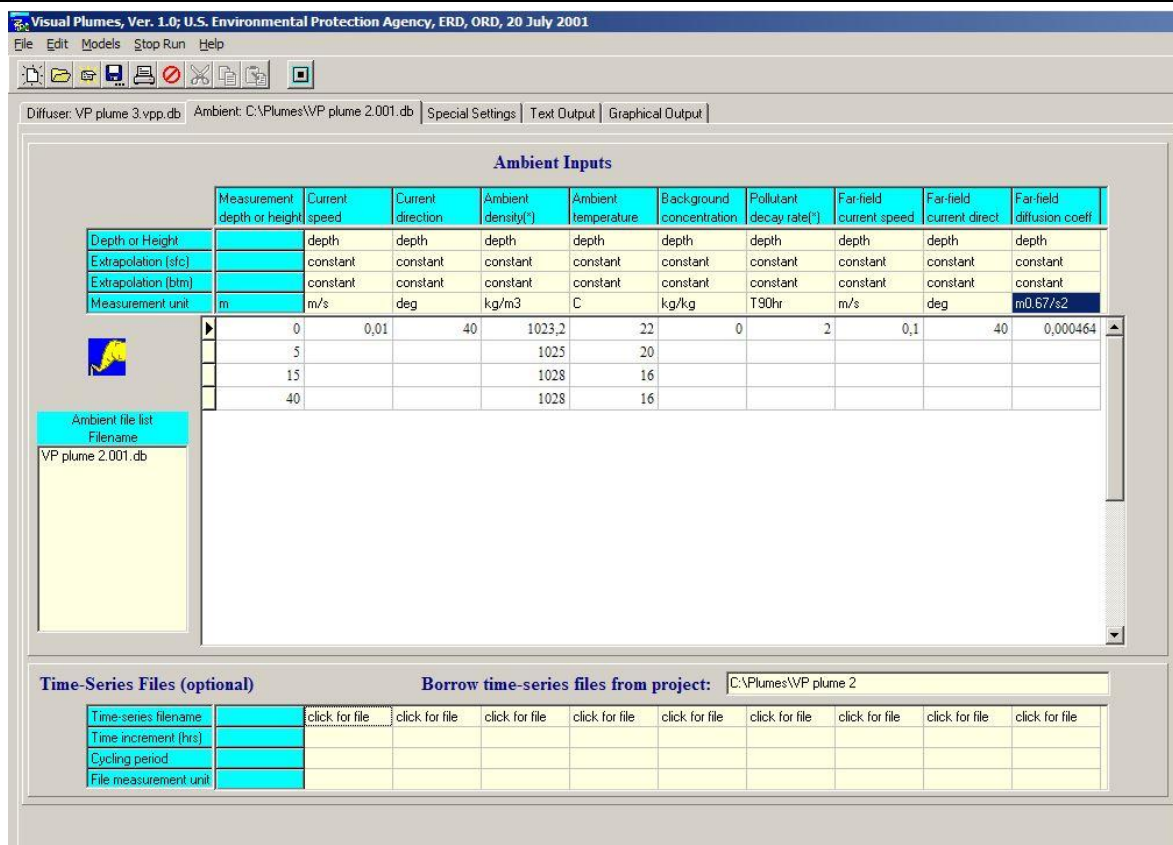 Visual Plumes, Ver. 1.0; U.S. Environmental Protection Agency, ERD, ORD, 20 July 2001
File Edit Models Stop Run Help
Diffuser: VP plume 3.vpp.db Ambient: C:\Plumes\VP plume 2.001.db Special Settings Text Output Graphical Output
Ambient Inputs
Measurement depth or height Current speed Current direction Ambient density(*) Ambient temperature Background concentration Pollutant decay rate(*) Far-field current speed Far-field current direct Far-field diffusion coeff
Depth or Height depth depth depth depth depth depth depth depth depth
Extrapolation (sfc) constant constant constant constant constant constant constant constant constant
Extrapolation (btm) constant constant constant constant constant constant constant constant constant
Measurement unit m m/s deg kg/m3 C kg/kg T90hr m/s deg m0.67/s2
0 0,01 40 1023,2 22 0 2 0,1 40 0,000464
5 1025 20
15 1028 16
40 1028 16
Ambient file list
Filename
VP plume 2.001.db
Time-Series Files (optional) Borrow time-series files from project: C:\Plumes\VP plume 2
Time-series filename click for file click for file click for file click for file click for file click for file click for file click for file click for file
Time increment (hrs)
Cycling period
File measurement unit